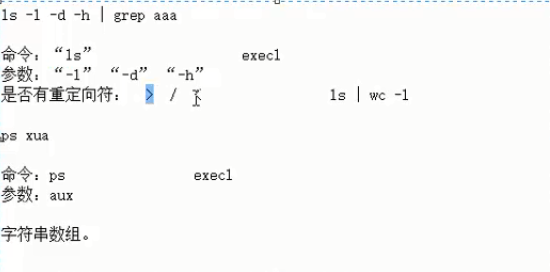 ls -l -d -h | grep aaa
命令：“ls” execl
参数：“-l” “-d” “-h”
是否有重定向符： > / ls | wc -l
ps xua
命令：ps execl
参数：aux
字符串数组。